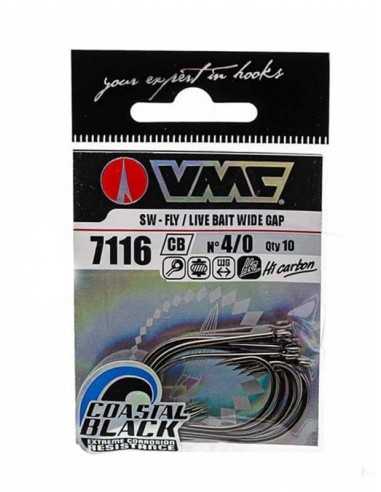 your expert in hooks
VMC
SW - FLY / LIVE BAIT WIDE GAP
7116 CB N° 4/0 Qty 10
Hi carbon
COASTAL
BLACK
EXTREME CORROSION
RESISTANCE